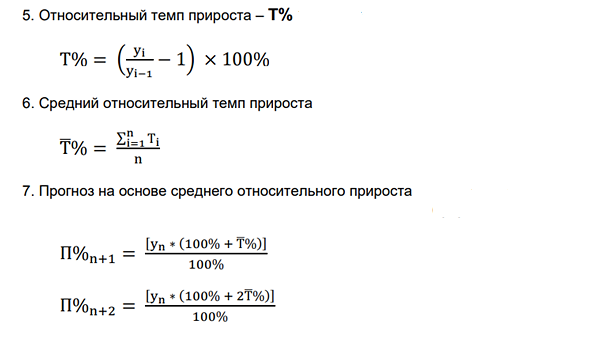 5. Относительный темп прироста – T%
T% = (yᵢ/yᵢ₋₁ − 1) × 100%
6. Средний относительный темп прироста
T̅% = ∑ⁿᵢ₌₁ Tᵢ / n
7. Прогноз на основе среднего относительного прироста
П%ₙ₊₁ = [yₙ * (100% + T̅%)] / 100%
П%ₙ₊₂ = [yₙ * (100% + 2T̅%)] / 100%